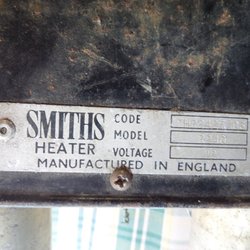 SMITHS CODE
MODEL
HEATER VOLTAGE
MANUFACTURED IN ENGLAND